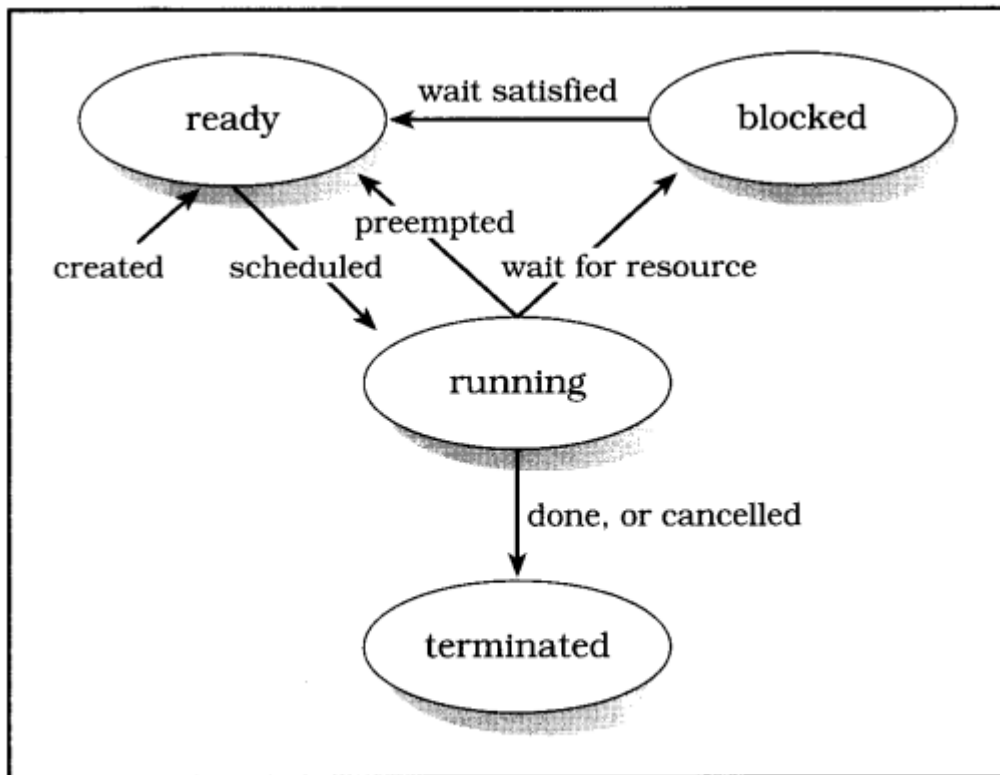 wait satisfied
ready
blocked
preempted
created
scheduled
wait for resource
running
done, or cancelled
terminated